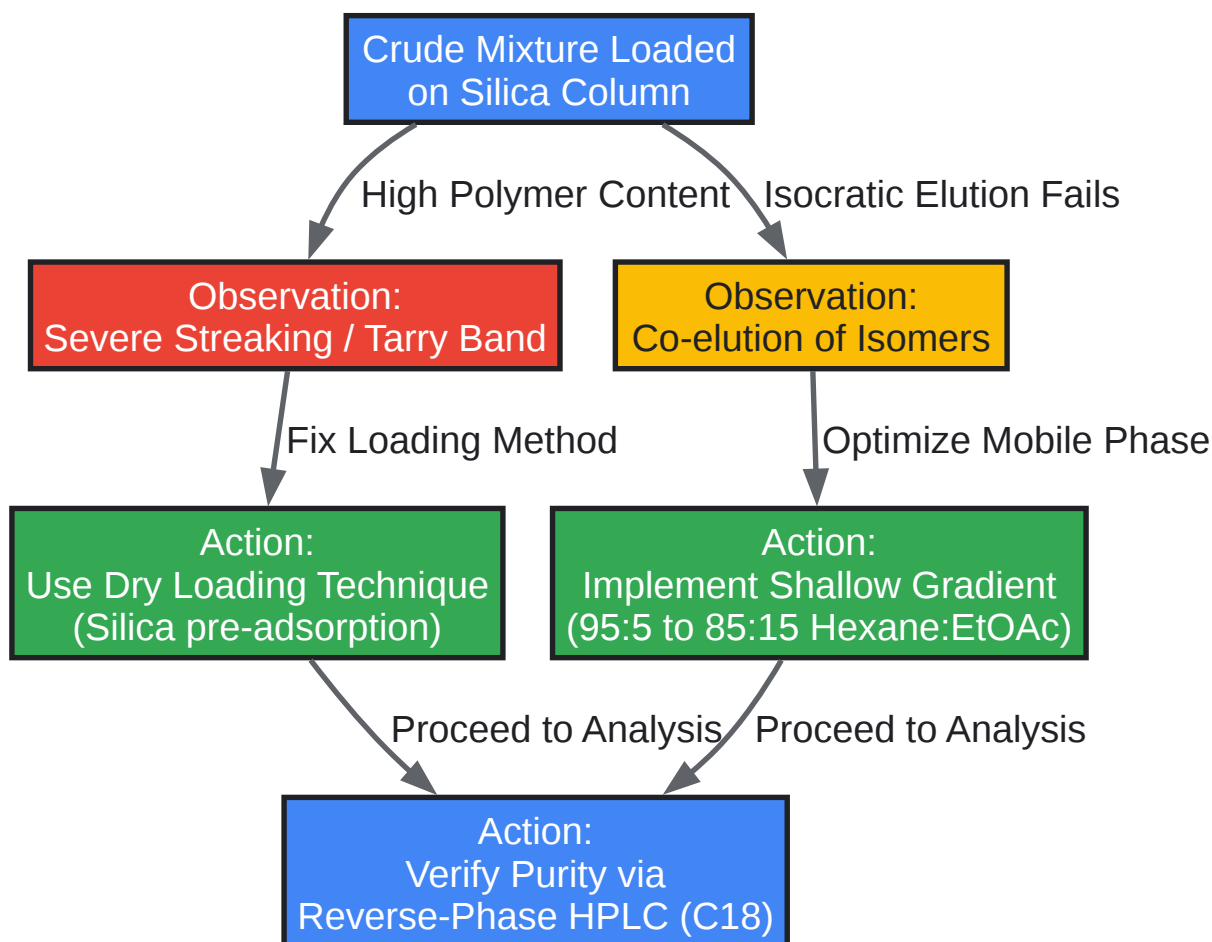 Crude Mixture Loaded
on Silica Column
High Polymer Content
Isocratic Elution Fails
Observation:
Severe Streaking / Tarry Band
Observation:
Co-elution of Isomers
Fix Loading Method
Optimize Mobile Phase
Action:
Use Dry Loading Technique
(Silica pre-adsorption)
Action:
Implement Shallow Gradient
(95:5 to 85:15 Hexane:EtOAc)
Proceed to Analysis
Proceed to Analysis
Action:
Verify Purity via
Reverse-Phase HPLC (C18)